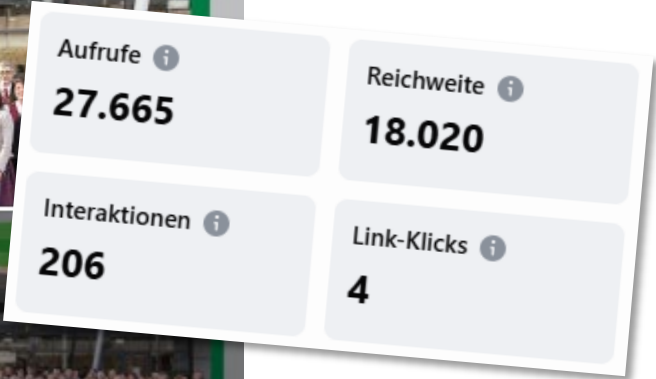 Aufrufe
27.665
Reichweite
18.020
Interaktionen
206
Link-Klicks
4